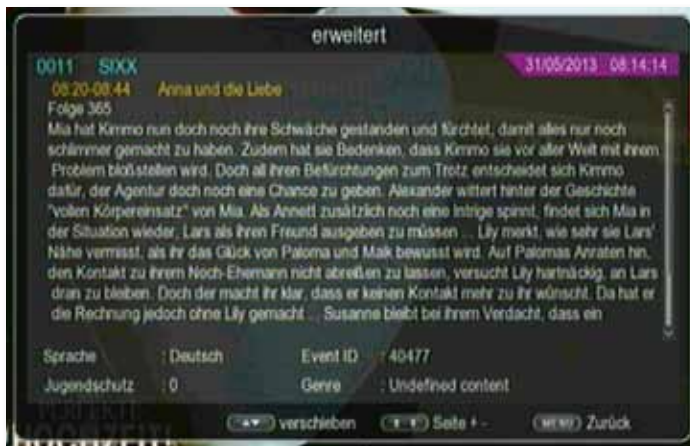 erweitert
0011 SIXX 31/05/2013 08:14:14
08:20-08:44 Anna und die Liebe
Folge 365
Mia hat Kimmo nun doch noch ihre Schwäche gestanden und fürchtet, damit alles nur noch
schlimmer gemacht zu haben. Zudem hat sie Bedenken, dass Kimmo sie vor aller Welt mit ihrem
Problem bloßstellen wird. Doch all ihren Befürchtungen zum Trotz entscheidet sich Kimmo
dafür, der Agentur doch noch eine Chance zu geben. Alexander wittert hinter der Geschichte
"vollen Körpereinsatz" von Mia. Als Annett zusätzlich noch eine Intrige spinnt, findet sich Mia in
der Situation wieder, Lars als ihren Freund ausgeben zu müssen ... Lily merkt, wie sehr sie Lars'
Nähe vermisst, als ihr das Glück von Paloma und Maik bewusst wird. Auf Palomas Anraten hin,
den Kontakt zu ihrem Noch-Ehemann nicht abreißen zu lassen, versucht Lily hartnäckig, an Lars
dran zu bleiben. Doch der macht ihr klar, dass er keinen Kontakt mehr zu ihr wünscht. Da hat er
die Rechnung jedoch ohne Lily gemacht ... Susanne bleibt bei ihrem Verdacht, dass ein
Sprache : Deutsch Event ID : 40477
Jugendschutz : 0 Genre : Undefined content
verschieben Seite + - MENU Zurück
HOCHZEIT!